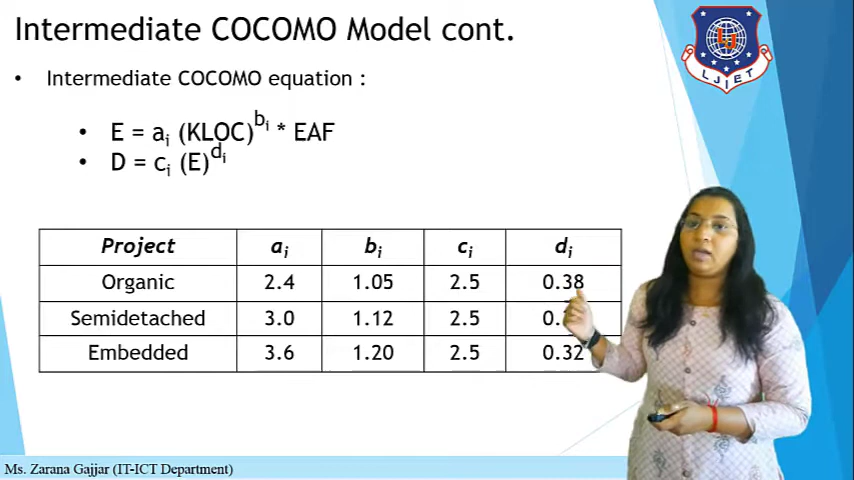 Intermediate COCOMO Model cont.
LJIET
• Intermediate COCOMO equation :
• E = aᵢ (KLOC)^bᵢ * EAF
• D = cᵢ (E)^dᵢ
Project aᵢ bᵢ cᵢ dᵢ
Organic 2.4 1.05 2.5 0.38
Semidetached 3.0 1.12 2.5
Embedded 3.6 1.20 2.5 0.32
Ms. Zarana Gajjar (IT-ICT Department)